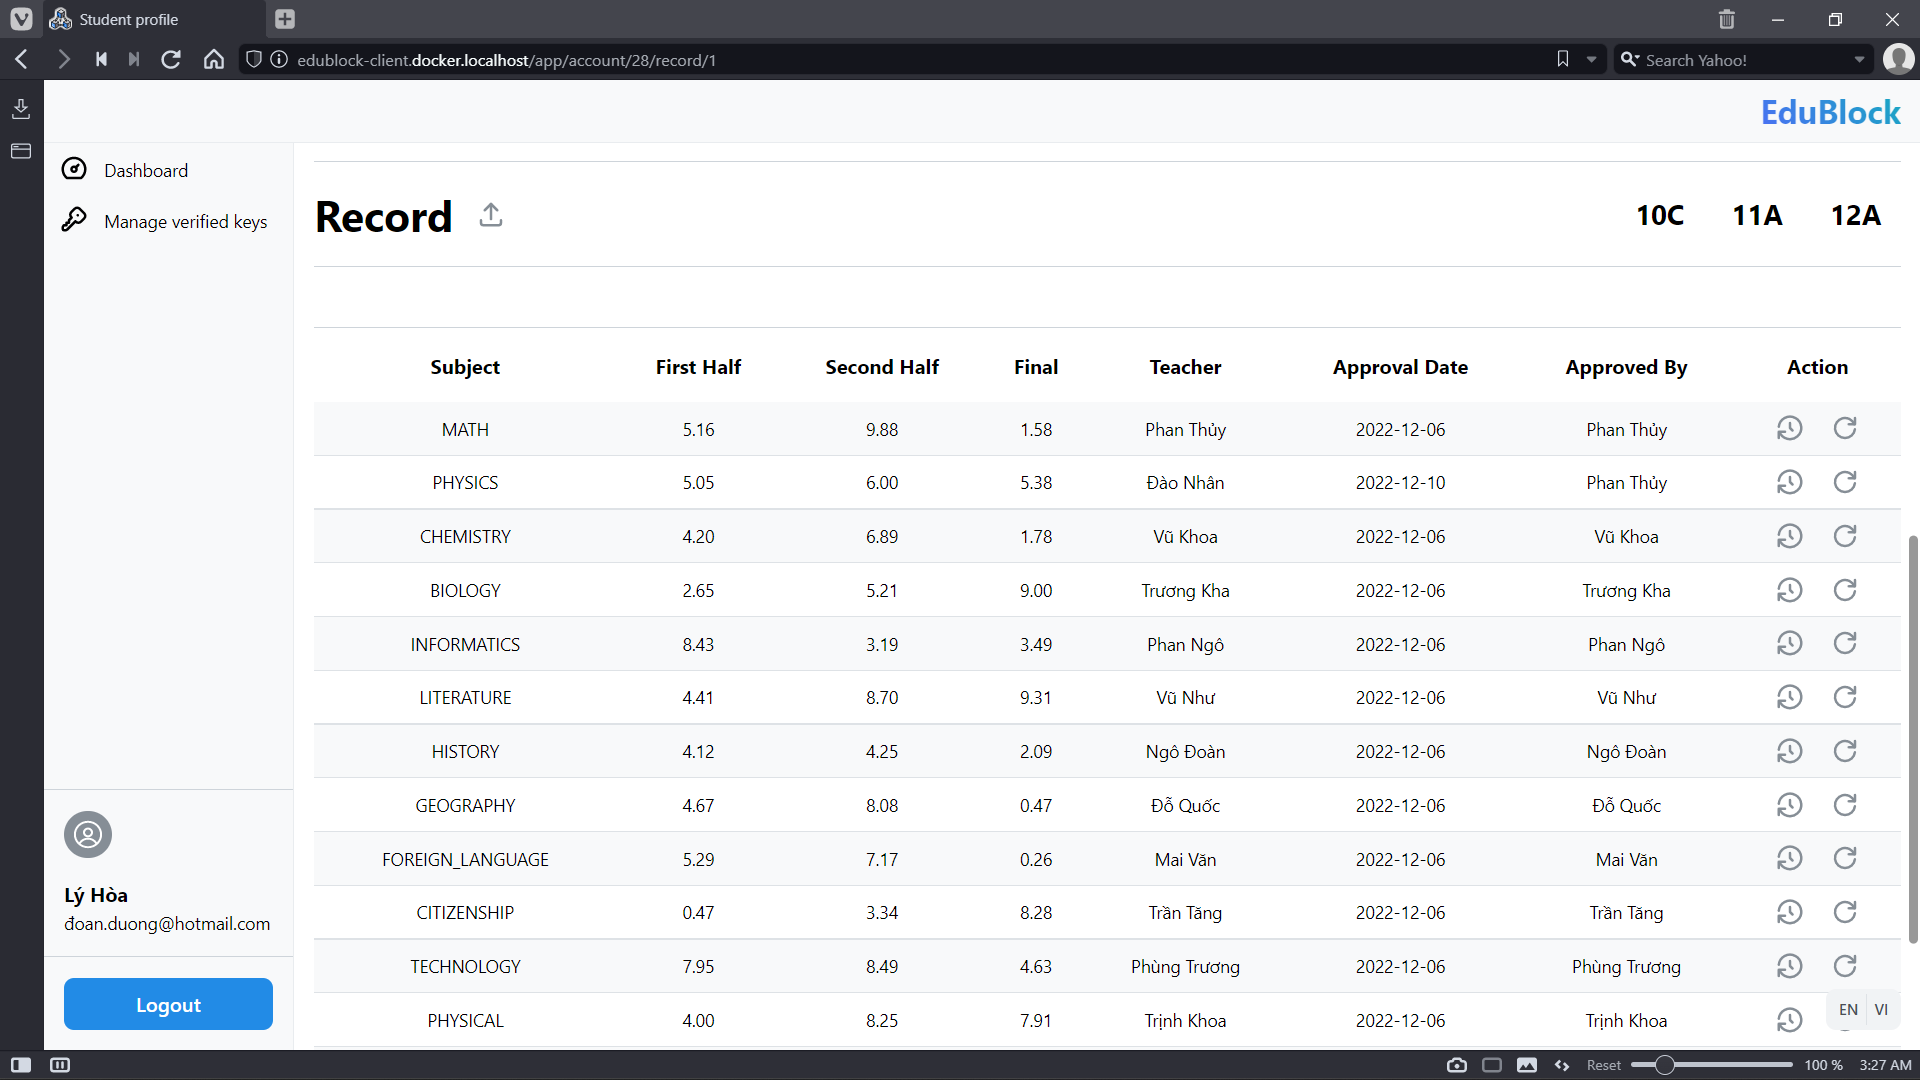 Student profile
edublock-client.docker.localhost/app/account/28/record/1
Search Yahoo!
EduBlock
Dashboard
Manage verified keys
Record
10C 11A 12A
Subject First Half Second Half Final Teacher Approval Date Approved By Action
MATH 5.16 9.88 1.58 Phan Thủy 2022-12-06 Phan Thủy
PHYSICS 5.05 6.00 5.38 Đào Nhân 2022-12-10 Phan Thủy
CHEMISTRY 4.20 6.89 1.78 Vũ Khoa 2022-12-06 Vũ Khoa
BIOLOGY 2.65 5.21 9.00 Trương Kha 2022-12-06 Trương Kha
INFORMATICS 8.43 3.19 3.49 Phan Ngô 2022-12-06 Phan Ngô
LITERATURE 4.41 8.70 9.31 Vũ Như 2022-12-06 Vũ Như
HISTORY 4.12 4.25 2.09 Ngô Đoàn 2022-12-06 Ngô Đoàn
GEOGRAPHY 4.67 8.08 0.47 Đỗ Quốc 2022-12-06 Đỗ Quốc
FOREIGN_LANGUAGE 5.29 7.17 0.26 Mai Văn 2022-12-06 Mai Văn
CITIZENSHIP 0.47 3.34 8.28 Trần Tăng 2022-12-06 Trần Tăng
TECHNOLOGY 7.95 8.49 4.63 Phùng Trương 2022-12-06 Phùng Trương
PHYSICAL 4.00 8.25 7.91 Trịnh Khoa 2022-12-06 Trịnh Khoa
Lý Hòa
đoan.duong@hotmail.com
Logout
EN VI
Reset 100 % 3:27 AM